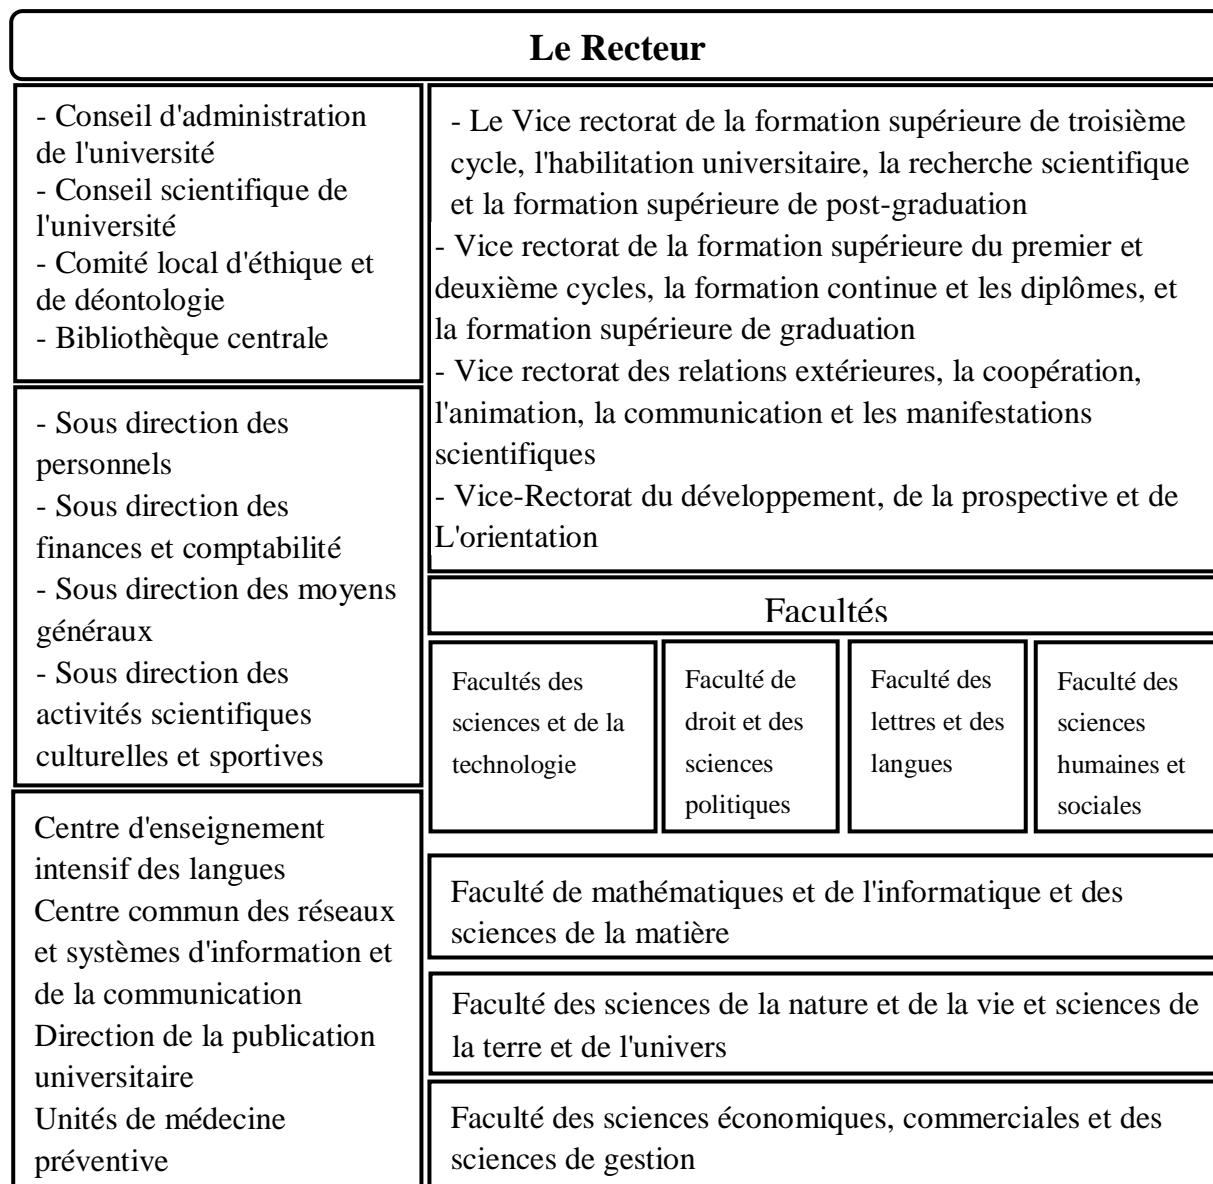 Le Recteur
- Conseil d'administration
de l'université
- Conseil scientifique de
l'université
- Comité local d'éthique et
de déontologie
- Bibliothèque centrale
- Sous direction des
personnels
- Sous direction des
finances et comptabilité
- Sous direction des moyens
généraux
- Sous direction des
activités scientifiques
culturelles et sportives
Centre d'enseignement
intensif des langues
Centre commun des réseaux
et systèmes d'information et
de la communication
Direction de la publication
universitaire
Unités de médecine
préventive
- Le Vice rectorat de la formation supérieure de troisième
cycle, l'habilitation universitaire, la recherche scientifique
et la formation supérieure de post-graduation
- Vice rectorat de la formation supérieure du premier et
deuxième cycles, la formation continue et les diplômes, et
la formation supérieure de graduation
- Vice rectorat des relations extérieures, la coopération,
l'animation, la communication et les manifestations
scientifiques
- Vice-Rectorat du développement, de la prospective et de
L'orientation
Facultés
Facultés des
sciences et de la
technologie
Faculté de
droit et des
sciences
politiques
Faculté des
lettres et des
langues
Faculté des
sciences
humaines et
sociales
Faculté de mathématiques et de l'informatique et des
sciences de la matière
Faculté des sciences de la nature et de la vie et sciences de
la terre et de l'univers
Faculté des sciences économiques, commerciales et des
sciences de gestion